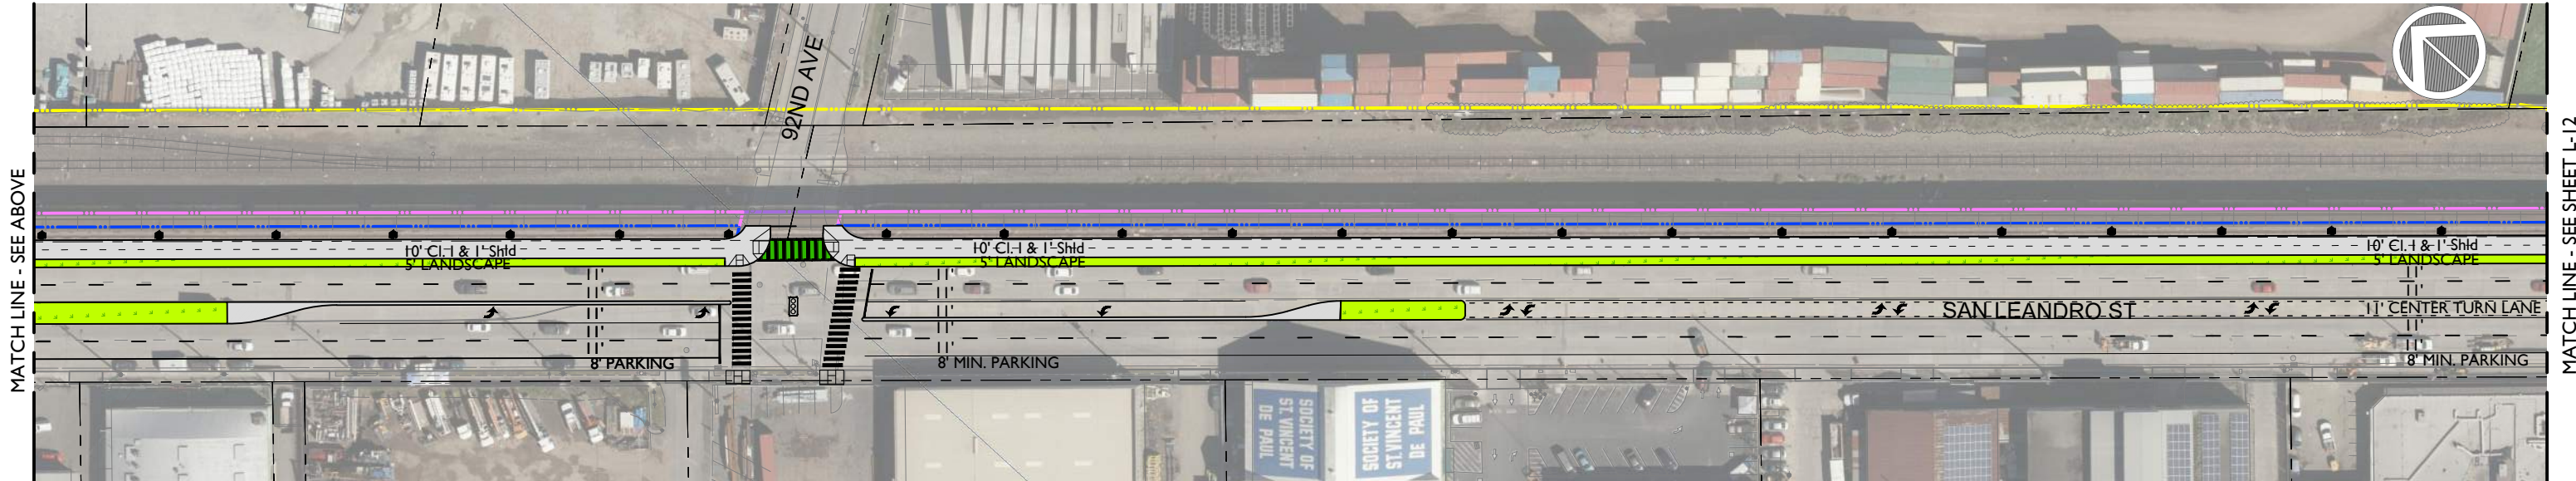 92ND AVE
MATCH LINE - SEE ABOVE
MATCH LINE - SEE SHEET L-12
10' Cl. I & 1' Shld
5' LANDSCAPE
10' Cl. I & 1' Shld
5' LANDSCAPE
10' Cl. I & 1' Shld
5' LANDSCAPE
SAN LEANDRO ST
11' CENTER TURN LANE
8' PARKING
8' MIN. PARKING
8' MIN. PARKING
SOCIETY OF
ST. VINCENT
DE PAUL
SOCIETY OF
ST. VINCENT
DE PAUL